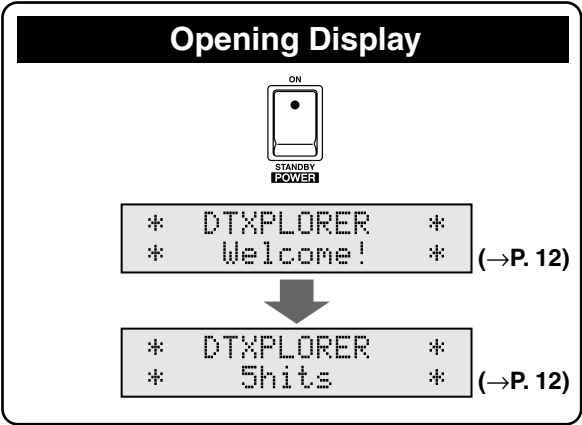 Opening Display
ON
STANDBY
POWER
* DTXPLORER *
* Welcome! *
(→P. 12)
* DTXPLORER *
* 5hits *
(→P. 12)